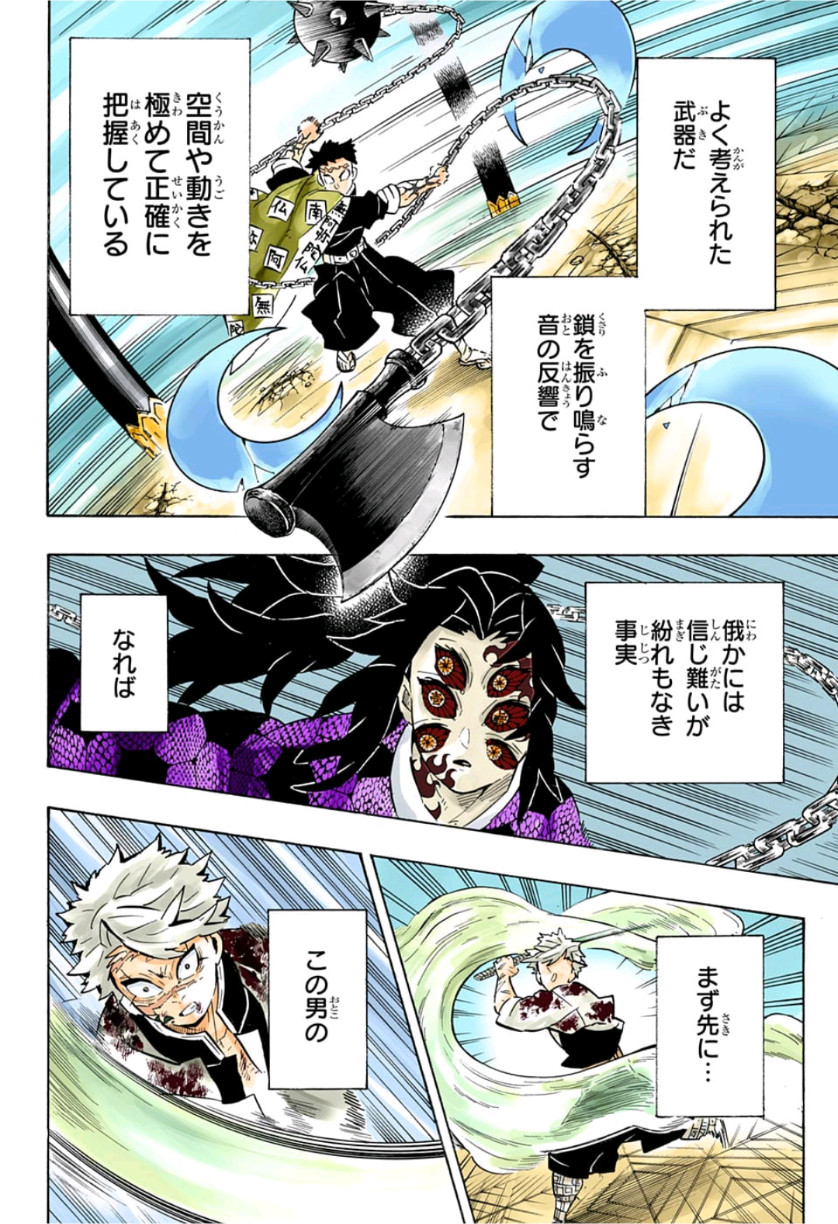 よく考えられた
武器だ
鎖を振り鳴らす
音の反響で
空間や動きを
極めて正確に
把握している
南
仏
阿
仏
無
俄かには
信じ難いが
紛れもなき
事実
なれば
まず先に…
この男の